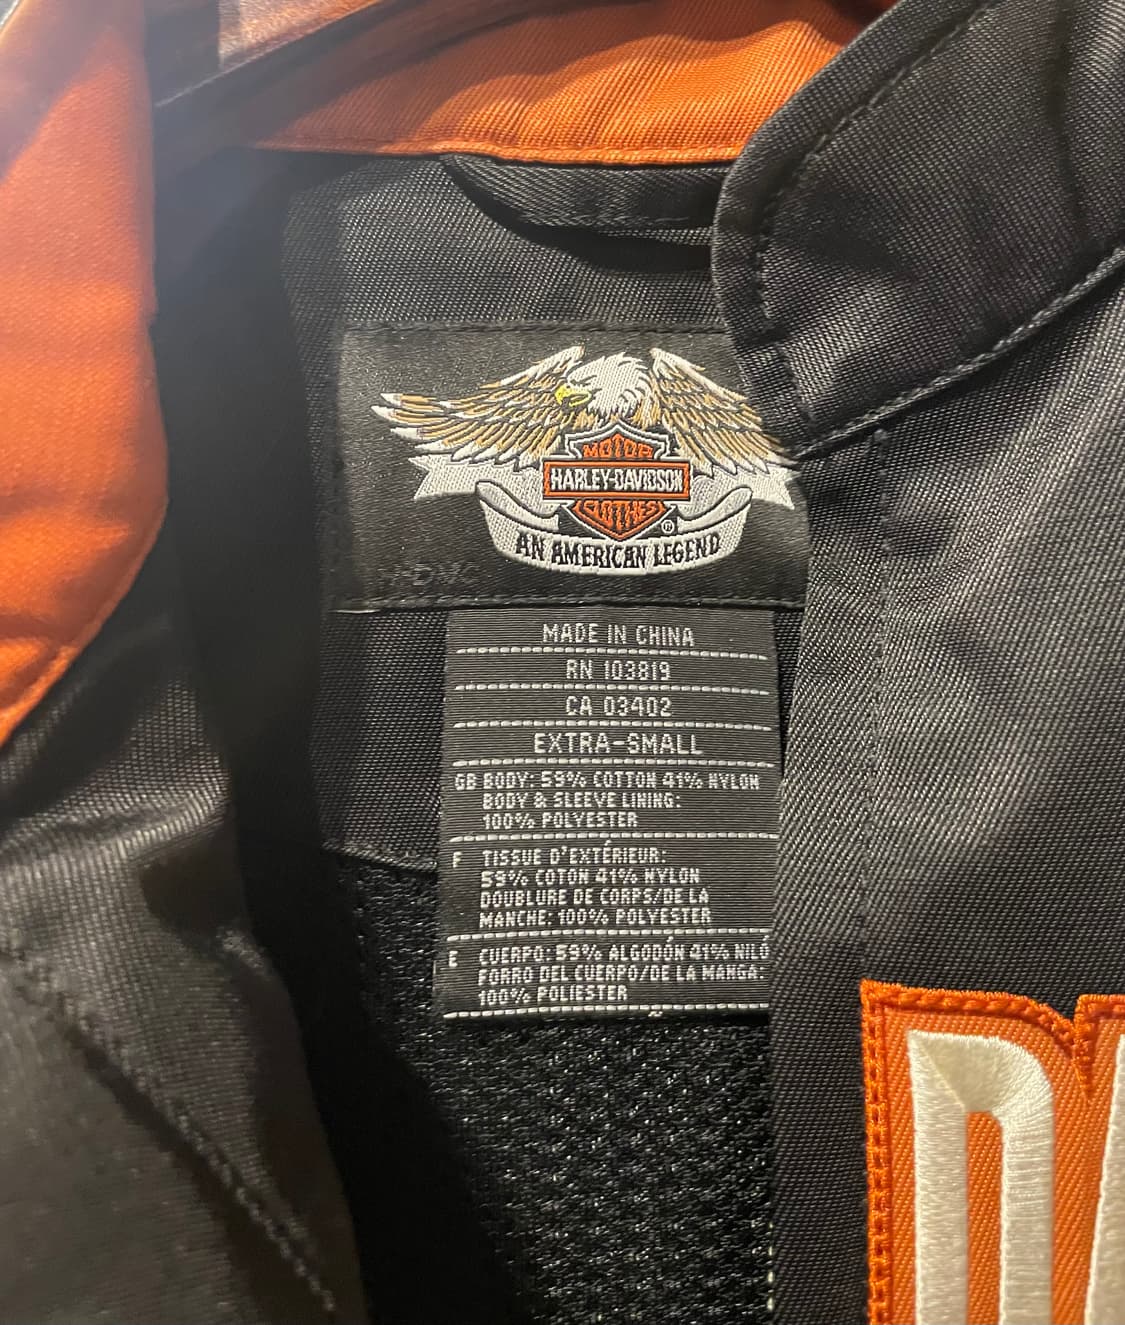 MOTOR
HARLEY-DAVIDSON
CLOTHES
®
AN AMERICAN LEGEND
MADE IN CHINA
RN 103819
CA 03402
EXTRA-SMALL
GB BODY: 59% COTTON 41% NYLON
BODY & SLEEVE LINING:
100% POLYESTER
F TISSUE D'EXTÉRIEUR:
59% COTON 41% NYLON
DOUBLURE DE CORPS/DE LA
MANCHE: 100% POLYESTER
E CUERPO: 59% ALGODÓN 41% NILÓ
FORRO DEL CUERPO/DE LA MANGA:
100% POLIESTER